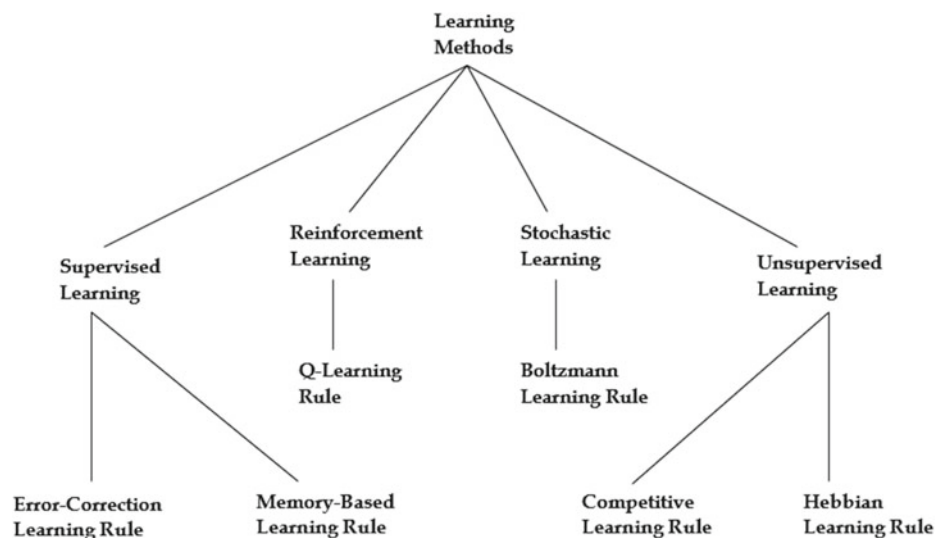 Learning
Methods
Reinforcement
Learning
Stochastic
Learning
Supervised
Learning
Unsupervised
Learning
Q-Learning
Rule
Boltzmann
Learning Rule
Error-Correction
Learning Rule
Memory-Based
Learning Rule
Competitive
Learning Rule
Hebbian
Learning Rule